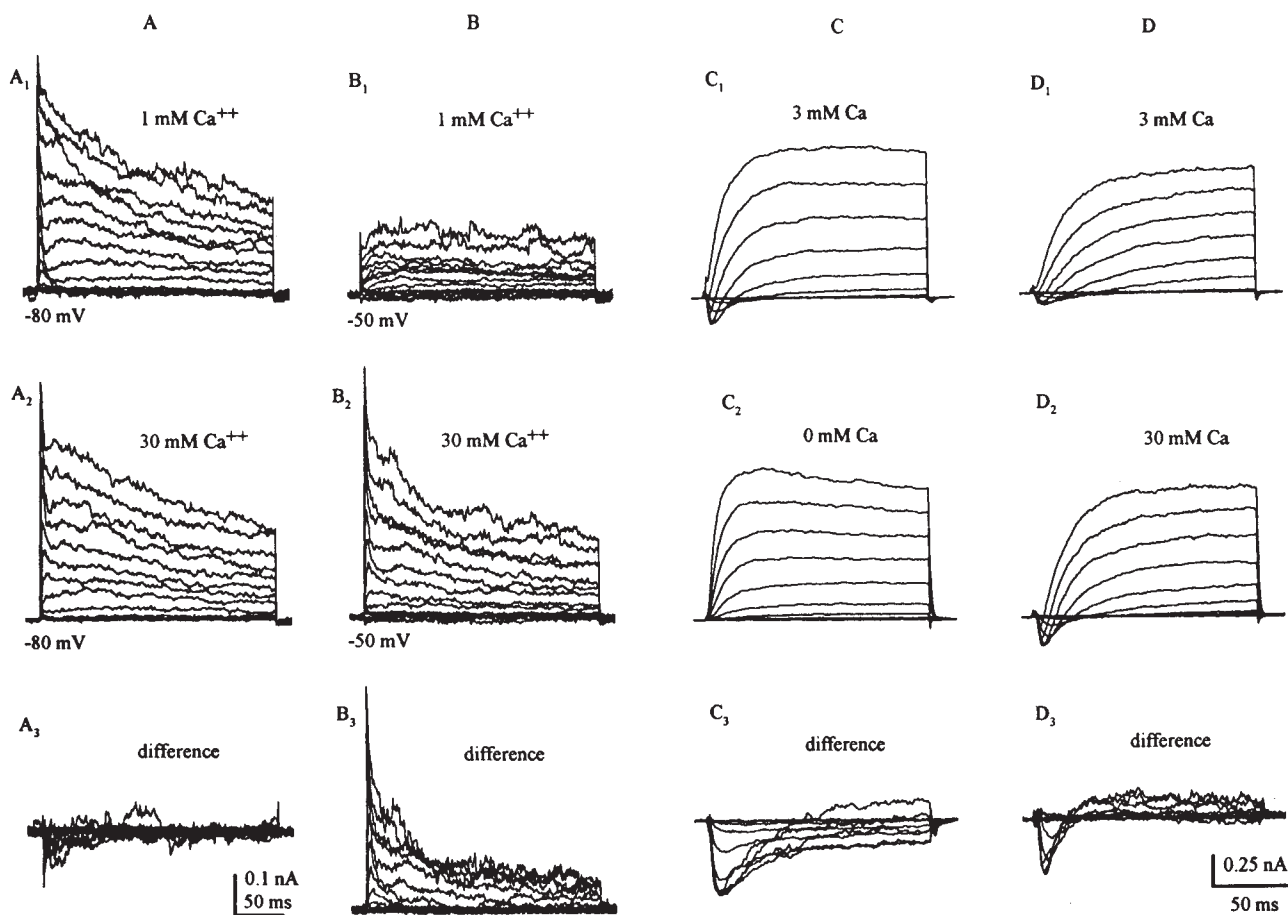 A
B
C
D
A1
1 mM Ca++
-80 mV
B1
1 mM Ca++
-50 mV
C1
3 mM Ca
D1
3 mM Ca
A2
30 mM Ca++
-80 mV
B2
30 mM Ca++
-50 mV
C2
0 mM Ca
D2
30 mM Ca
A3
difference
0.1 nA
50 ms
B3
difference
C3
difference
D3
difference
0.25 nA
50 ms